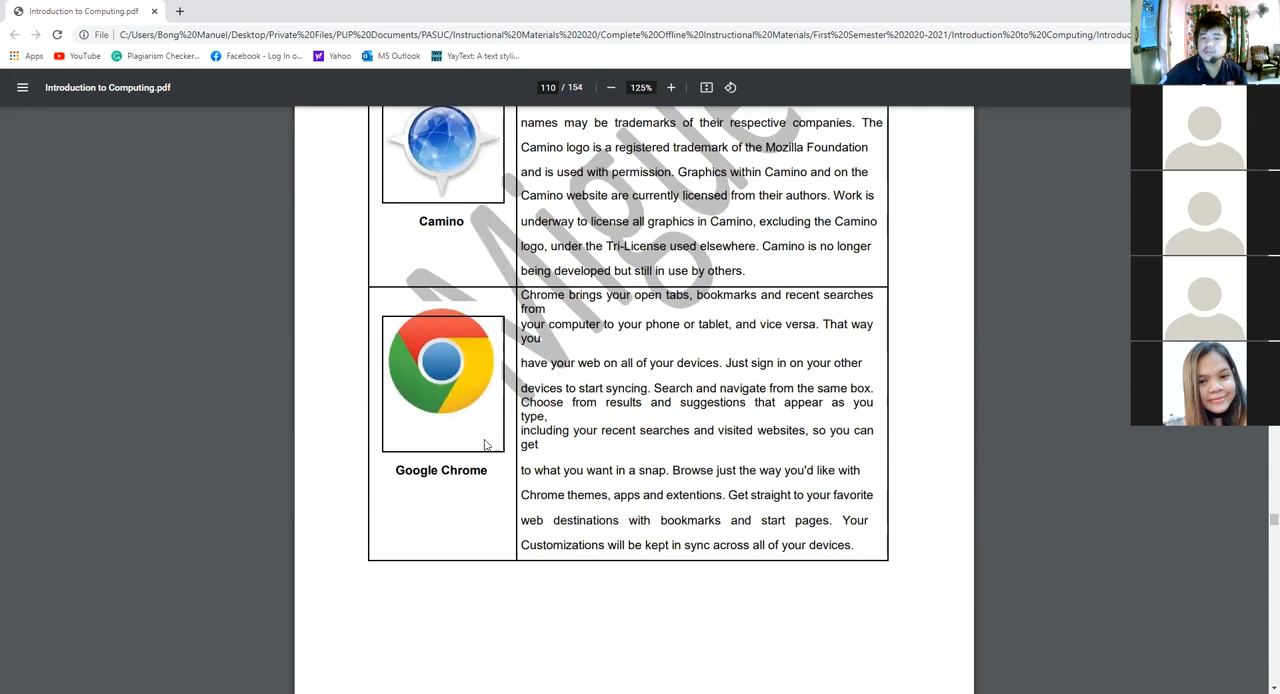 Introduction to Computing.pdf
File
C:/Users/Bong%20Manuel/Desktop/Private%20Files/PUP%20Documents/PASUC/Instructional%20Materials%202020/Complete%20Offline%20Instructional%20Materials/First%20Semester%202020-2021/Introduction%20to%20Computing/Introduc
Apps
YouTube
Plagiarism Checker...
Facebook - Log In o...
Yahoo
MS Outlook
YayText: A text styli...
Introduction to Computing.pdf
110 / 154
125%
names may be trademarks of their respective companies. The
Camino logo is a registered trademark of the Mozilla Foundation
and is used with permission. Graphics within Camino and on the
Camino website are currently licensed from their authors. Work is
underway to license all graphics in Camino, excluding the Camino
logo, under the Tri-License used elsewhere. Camino is no longer
being developed but still in use by others.
Camino
Chrome brings your open tabs, bookmarks and recent searches
from
your computer to your phone or tablet, and vice versa. That way
you
have your web on all of your devices. Just sign in on your other
devices to start syncing. Search and navigate from the same box.
Choose from results and suggestions that appear as you
type,
including your recent searches and visited websites, so you can
get
to what you want in a snap. Browse just the way you'd like with
Chrome themes, apps and extentions. Get straight to your favorite
web destinations with bookmarks and start pages. Your
Customizations will be kept in sync across all of your devices.
Google Chrome